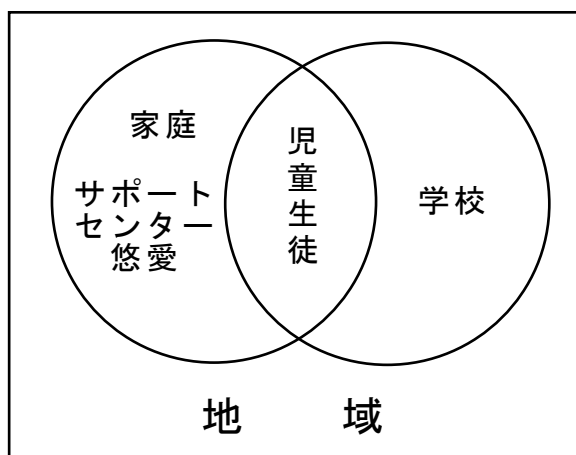 家庭
サポート
センター
悠愛
児童生徒
学校
地域